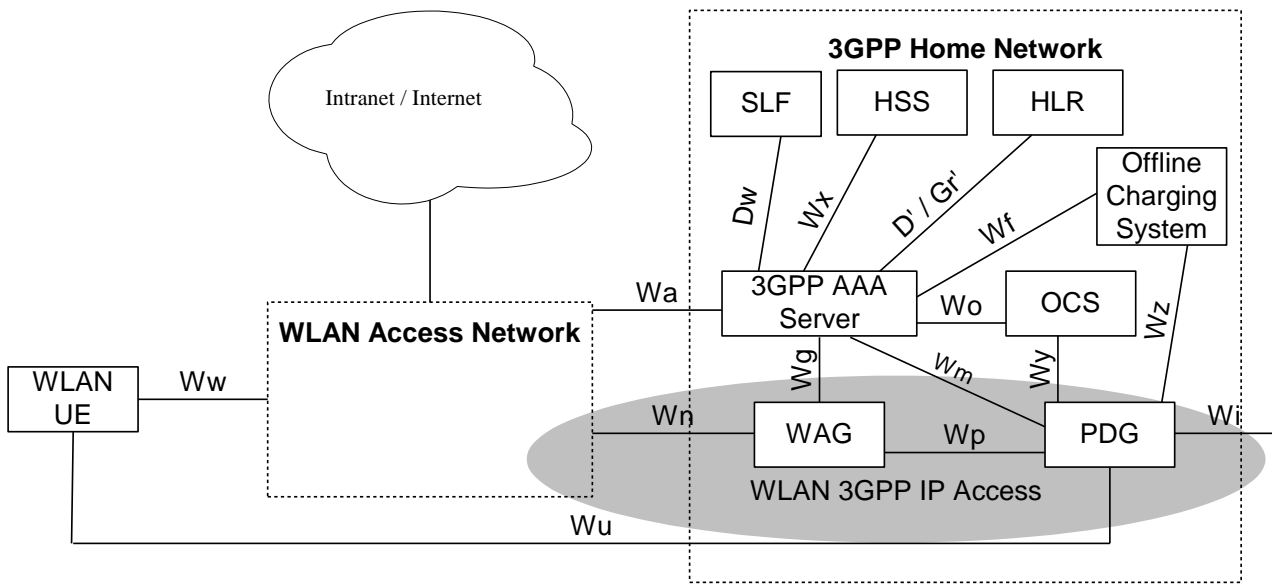 3GPP Home Network
Intranet / Internet
SLF
HSS
HLR
Offline
Charging
System
Dw
Wx
D' / Gr'
Wf
Wa
3GPP AAA
Server
Wo
OCS
Wz
WLAN Access Network
WLAN
UE
Ww
Wg
Wm
Wy
Wn
WAG
Wp
PDG
Wi
WLAN 3GPP IP Access
Wu